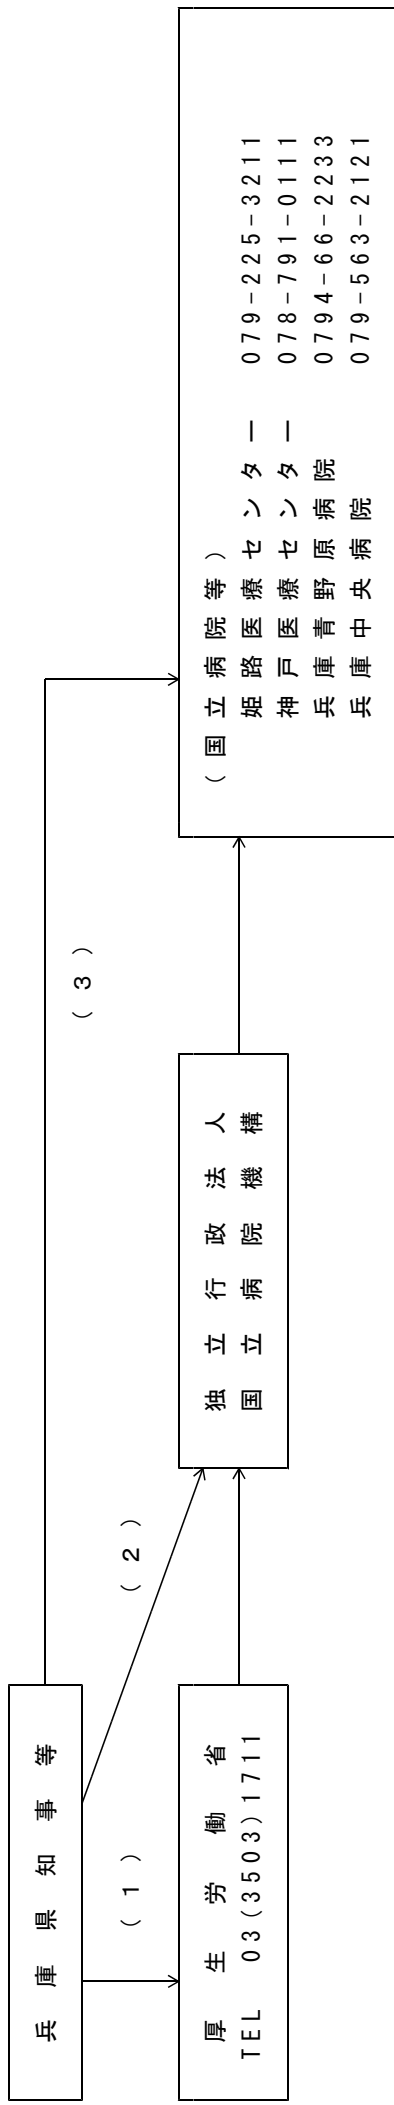 兵庫県知事等
(1)
(2)
(3)
厚生労働省
TEL 03(3503)1711
独立行政法人
国立病院機構
(国立病院等)
姫路医療センター 079-225-3211
神戸医療センター 078-791-0111
兵庫青野原病院 0794-66-2233
兵庫中央病院 079-563-2121